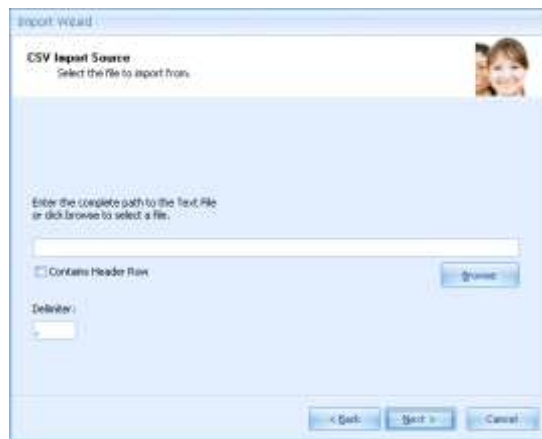 Import Wizard
CSV Import Source
Select the file to import from.
Enter the complete path to the Text File
or click browse to select a file.
Contains Header Row
Browse
Delimiter:
,
< Back
Next >
Cancel